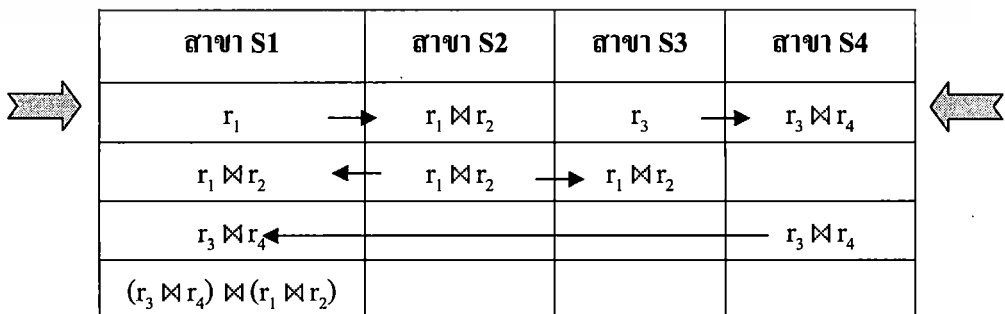 สาขา S1 สาขา S2 สาขา S3 สาขา S4
r₁ → r₁ ⋈ r₂ r₃ → r₃ ⋈ r₄
r₁ ⋈ r₂ ← r₁ ⋈ r₂ → r₁ ⋈ r₂
r₃ ⋈ r₄ ← r₃ ⋈ r₄
(r₃ ⋈ r₄) ⋈ (r₁ ⋈ r₂)